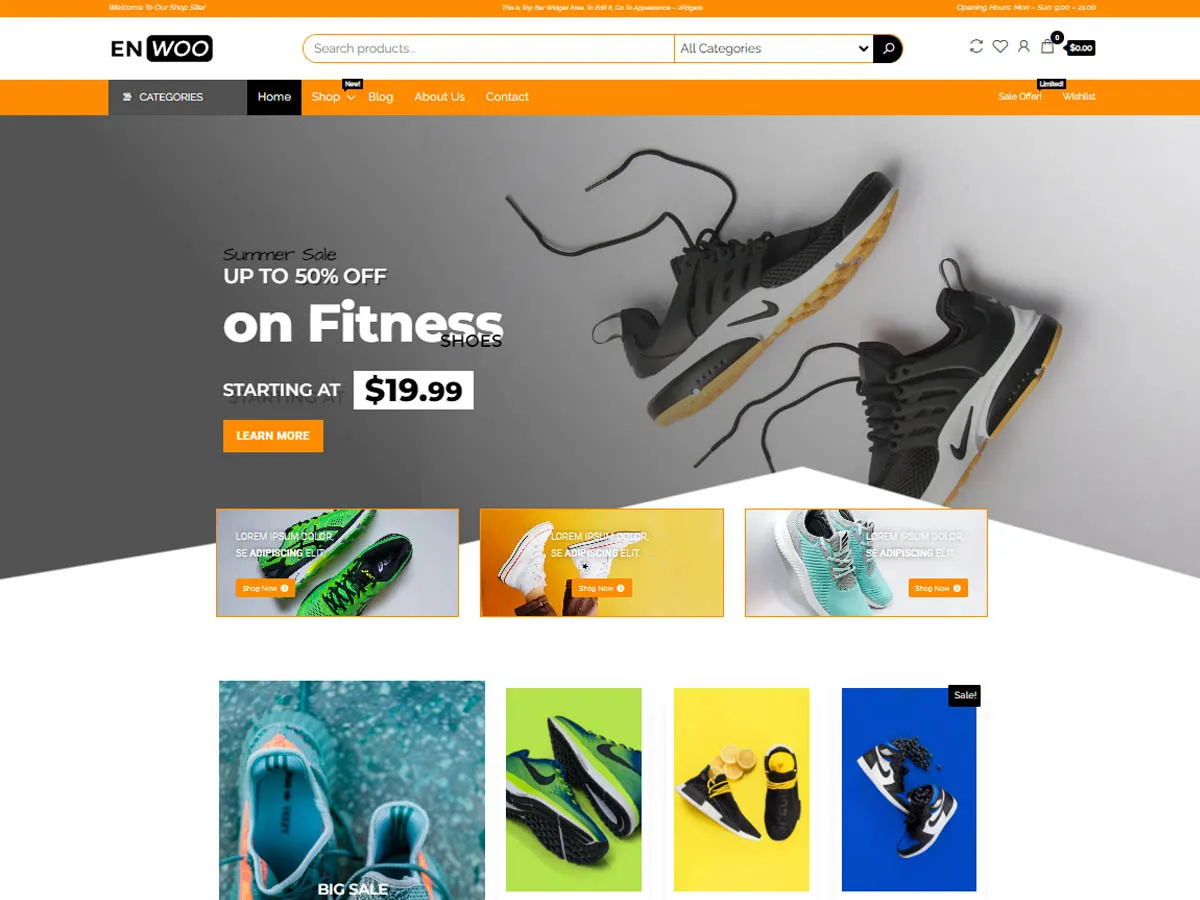 Welcome To Our Shop Site!
This Is Top Bar Widget Area, To Edit It, Go To Appearance – Widgets
Opening Hours: Mon – Sun: 9:00 – 21:00
EN WOO
Search products...
All Categories
0
$0.00
CATEGORIES
Home
Shop
New!
Blog
About Us
Contact
Sale Offer!
Limited!
Wishlist
Summer Sale
UP TO 50% OFF
on Fitness
SHOES
STARTING AT
$19.99
LEARN MORE
LOREM IPSUM DOLOR,
SE ADIPISCING ELIT.
Shop Now
LOREM IPSUM DOLOR,
SE ADIPISCING ELIT.
Shop Now
LOREM IPSUM DOLOR,
SE ADIPISCING ELIT.
Shop Now
Sale!
BIG SALE